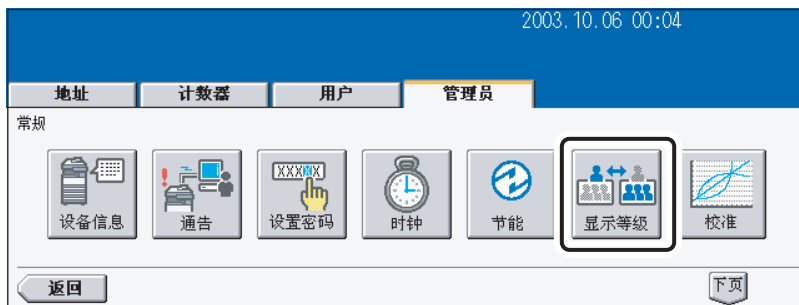 2003.10.06 00:04
地址 计数器 用户 管理员
常规
XXXXX
设备信息 通告 设置密码 时钟 节能 显示等级 校准
返回 下页